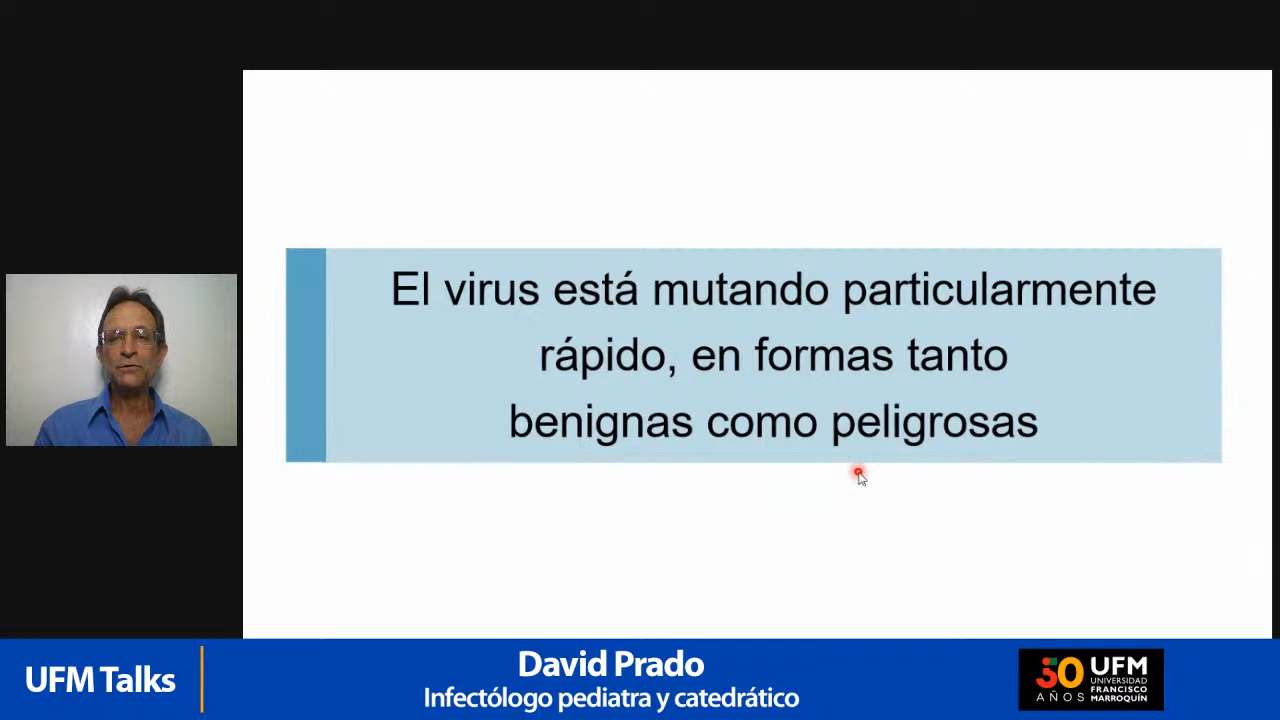 El virus está mutando particularmente
rápido, en formas tanto
benignas como peligrosas
UFM Talks
David Prado
Infectólogo pediatra y catedrático
50
AÑOS
UFM
UNIVERSIDAD
FRANCISCO
MARROQUÍN